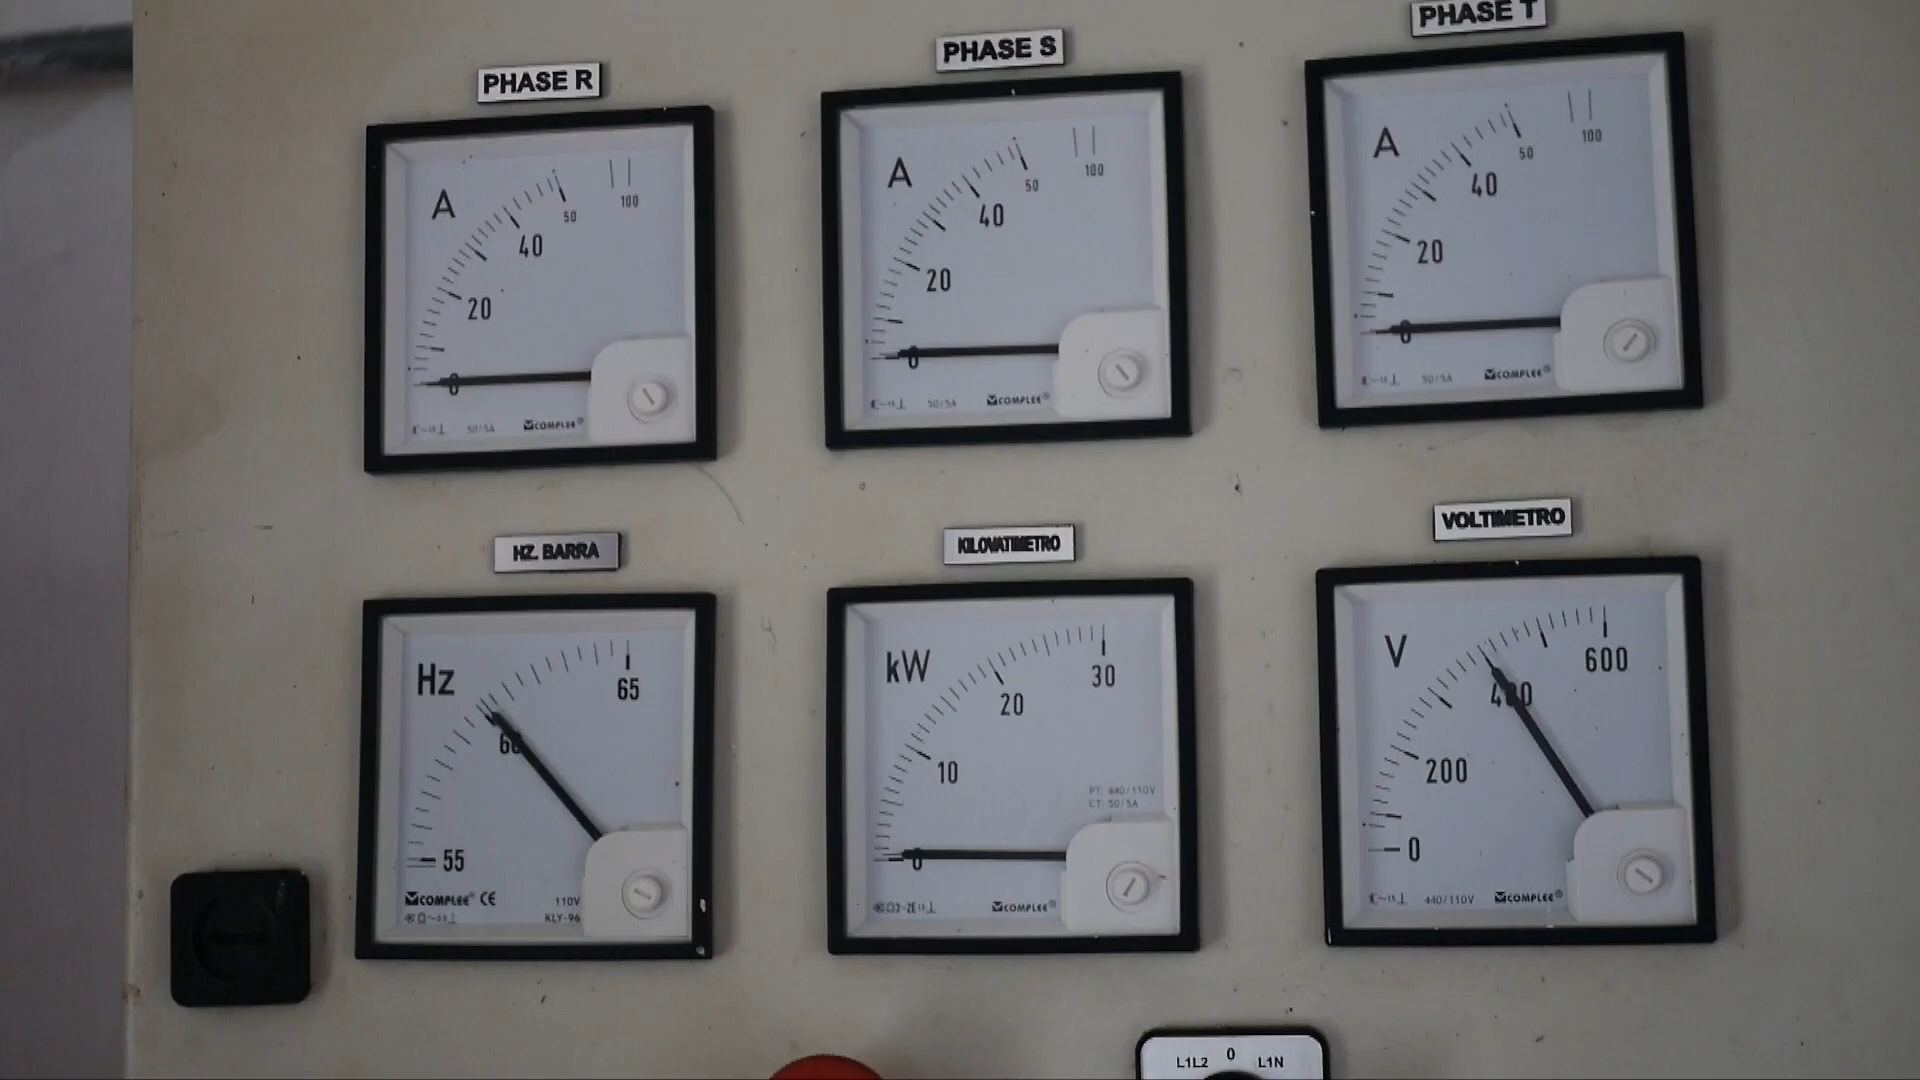 PHASE R
PHASE S
PHASE T
A
20
40
50
100
0
50/5A
COMPLEE®
A
20
40
50
100
0
50/5A
COMPLEE®
A
20
40
50
100
0
50/5A
COMPLEE®
HZ. BARRA
KILOVATIMETRO
VOLTIMETRO
Hz
55
60
65
COMPLEE® CE
110V
KLY-96
kW
0
10
20
30
PT: 440/110V
CT: 50/5A
COMPLEE®
V
0
200
400
600
440/110V
COMPLEE®
L1L2 0 L1N